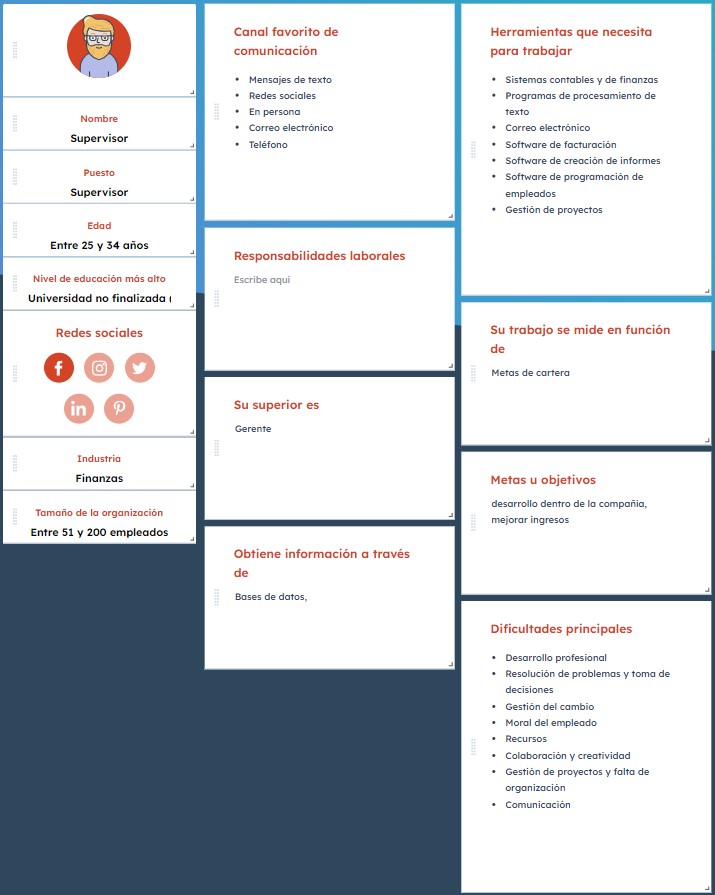 Nombre
Supervisor
Puesto
Supervisor
Edad
Entre 25 y 34 años
Nivel de educación más alto
Universidad no finalizada
Redes sociales
Industria
Finanzas
Tamaño de la organización
Entre 51 y 200 empleados
Canal favorito de
comunicación
• Mensajes de texto
• Redes sociales
• En persona
• Correo electrónico
• Teléfono
Responsabilidades laborales
Escribe aquí
Su superior es
Gerente
Obtiene información a través
de
Bases de datos,
Herramientas que necesita
para trabajar
• Sistemas contables y de finanzas
• Programas de procesamiento de
texto
• Correo electrónico
• Software de facturación
• Software de creación de informes
• Software de programación de
empleados
• Gestión de proyectos
Su trabajo se mide en función
de
Metas de cartera
Metas u objetivos
desarrollo dentro de la compañia,
mejorar ingresos
Dificultades principales
• Desarrollo profesional
• Resolución de problemas y toma de
decisiones
• Gestión del cambio
• Moral del empleado
• Recursos
• Colaboración y creatividad
• Gestión de proyectos y falta de
organización
• Comunicación